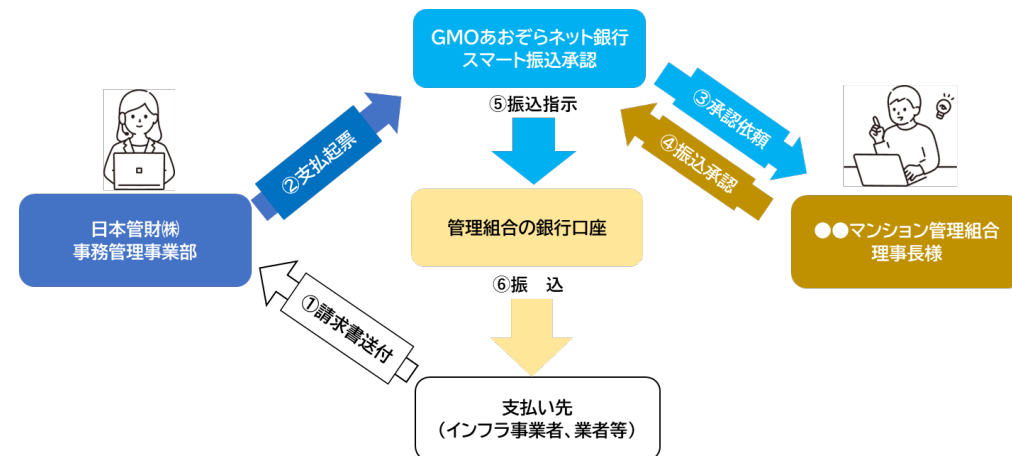 GMOあおぞらネット銀行
スマート振込承認
⑤振込指示
③承認依頼
④振込承認
②支払起票
日本管財㈱
事務管理事業部
管理組合の銀行口座
●●マンション管理組合
理事長様
⑥振　込
①請求書送付
支払い先
（インフラ事業者、業者等）